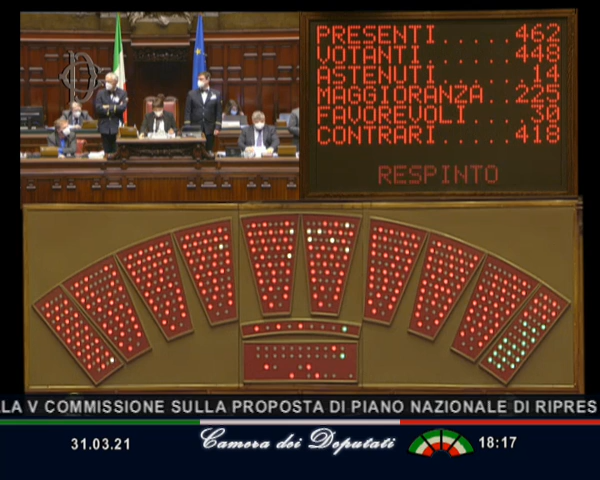 PRESENTI.....462
VOTANTI.....448
ASTENUTI.....14
MAGGIORANZA..225
FAVOREVOLI....30
CONTRARI.....418
RESPINTO
LA V COMMISSIONE SULLA PROPOSTA DI PIANO NAZIONALE DI RIPRES
31.03.21 Camera dei Deputati 18:17